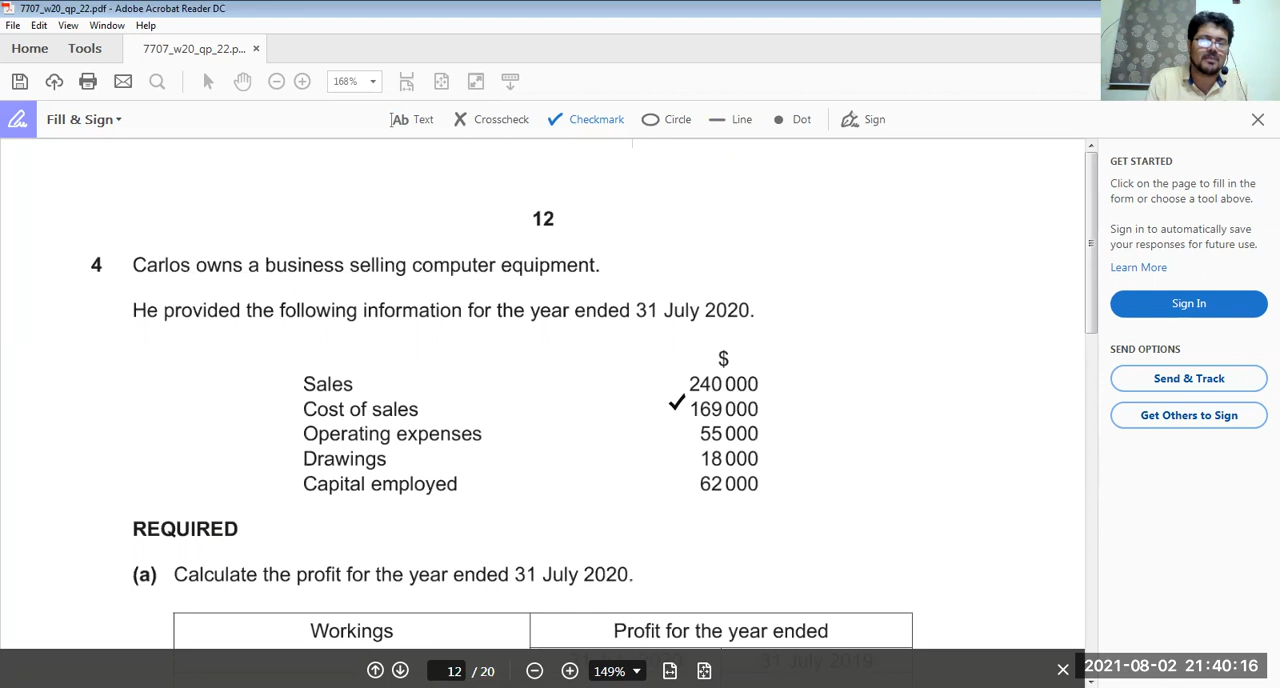 7707_w20_qp_22.pdf - Adobe Acrobat Reader DC
File Edit View Window Help
Home Tools 7707_w20_qp_22.p... ×
168%
Fill & Sign Ab Text Crosscheck Checkmark Circle Line Dot Sign
12
4 Carlos owns a business selling computer equipment.
He provided the following information for the year ended 31 July 2020.
$
Sales 240 000
Cost of sales 169 000
Operating expenses 55 000
Drawings 18 000
Capital employed 62 000
REQUIRED
(a) Calculate the profit for the year ended 31 July 2020.
Workings Profit for the year ended
31 July 2019
GET STARTED
Click on the page to fill in the
form or choose a tool above.
Sign in to automatically save
your responses for future use.
Learn More
Sign In
SEND OPTIONS
Send & Track
Get Others to Sign
12 / 20 149%
2021-08-02 21:40:16